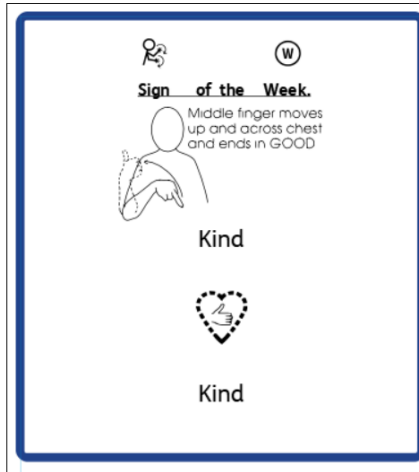 W
Sign of the Week.
Middle finger moves
up and across chest
and ends in GOOD
Kind
Kind